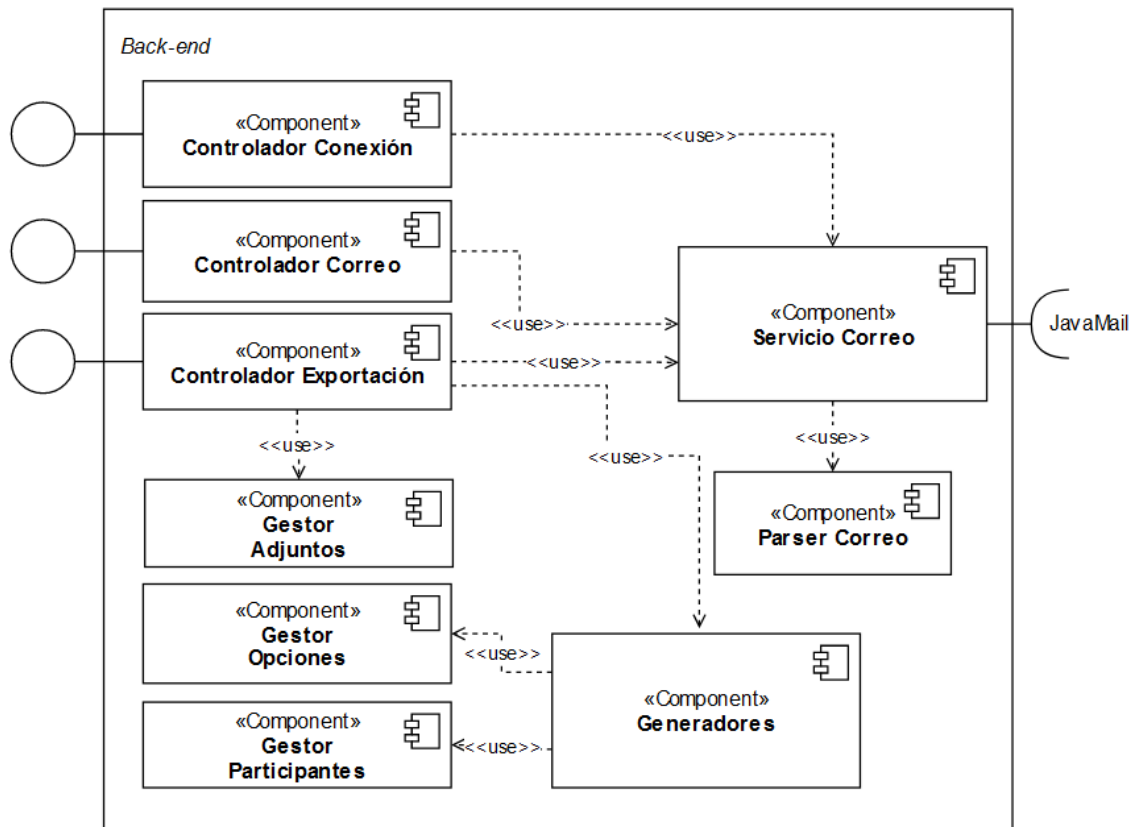 Back-end
«Component»
Controlador Conexión
<<use>>
«Component»
Controlador Correo
<<use>>
«Component»
Servicio Correo
JavaMail
«Component»
Controlador Exportación
<<use>>
<<use>>
<<use>>
<<use>>
«Component»
Gestor
Adjuntos
«Component»
Parser Correo
«Component»
Gestor
Opciones
<<use>>
«Component»
Generadores
«Component»
Gestor
Participantes
<<use>>